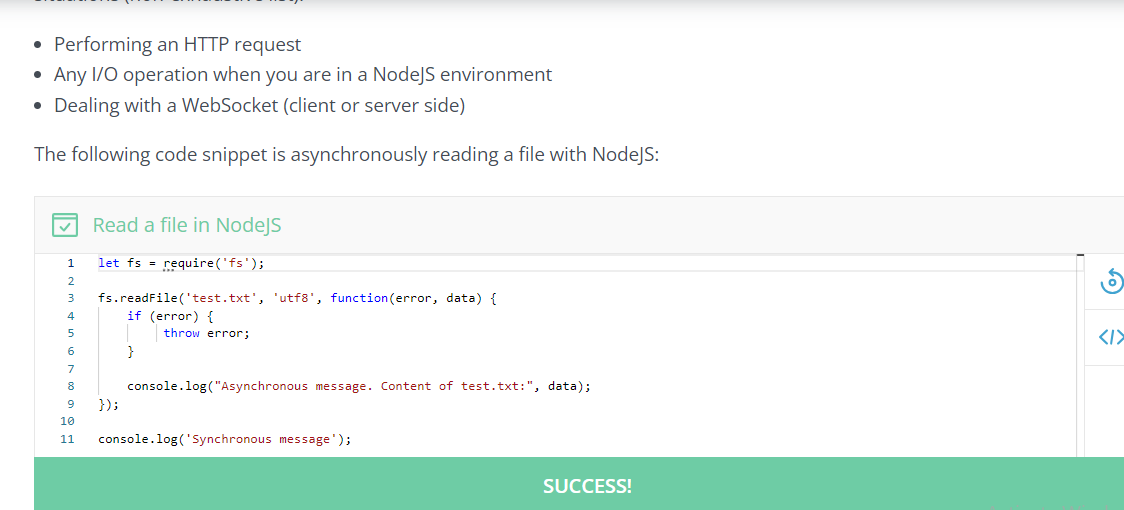 • Performing an HTTP request
• Any I/O operation when you are in a NodeJS environment
• Dealing with a WebSocket (client or server side)
The following code snippet is asynchronously reading a file with NodeJS:
Read a file in NodeJS
1 let fs = require('fs');
2
3 fs.readFile('test.txt', 'utf8', function(error, data) {
4     if (error) {
5         throw error;
6     }
7
8     console.log("Asynchronous message. Content of test.txt:", data);
9 });
10
11 console.log('Synchronous message');
</>
SUCCESS!